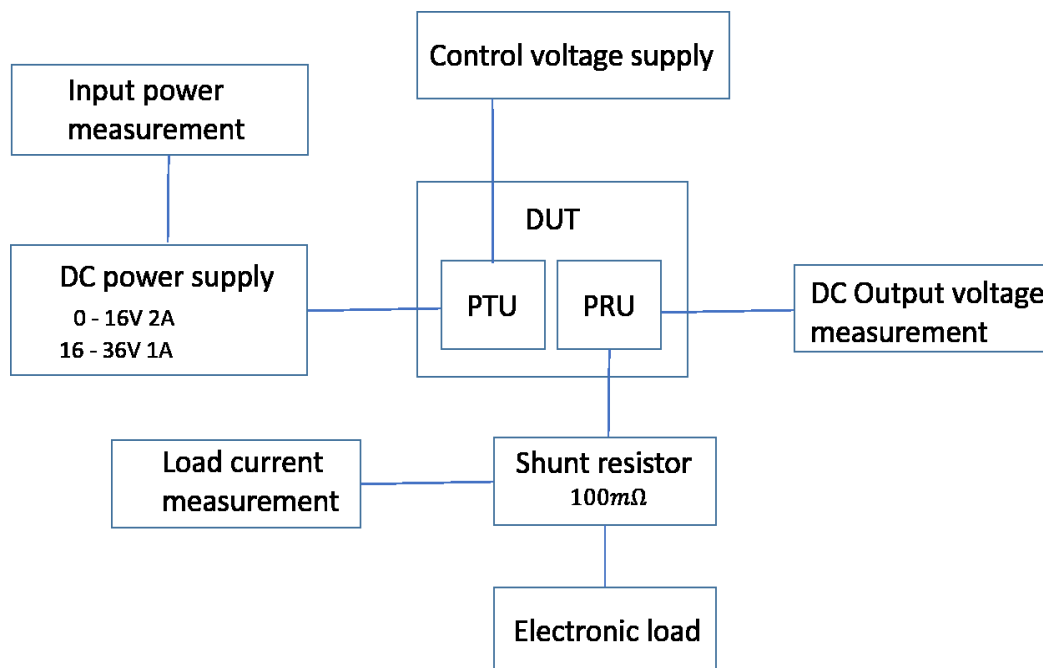 Control voltage supply
Input power
measurement
DUT
DC power supply
0 - 16V 2A
16 - 36V 1A
PTU
PRU
DC Output voltage
measurement
Load current
measurement
Shunt resistor
100mΩ
Electronic load